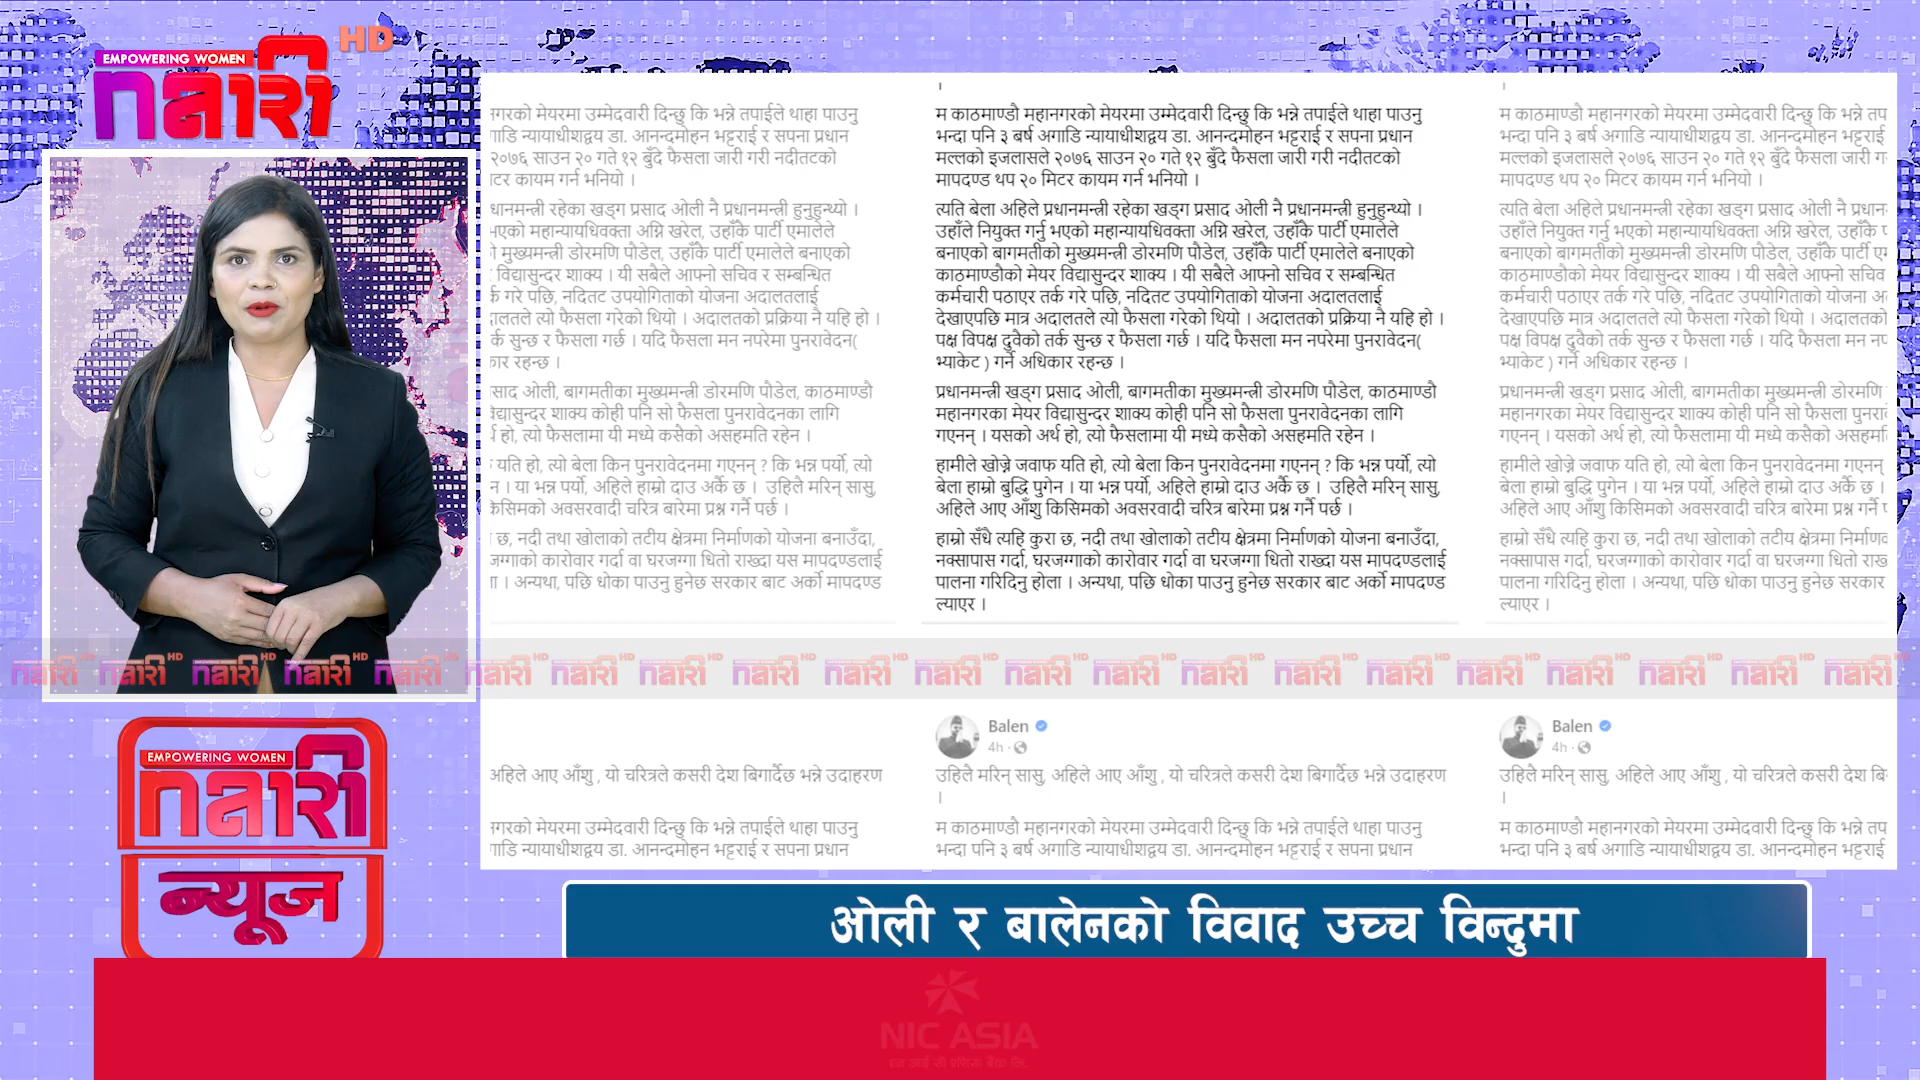 HD
EMPOWERING WOMEN
नारी
।
म काठमाण्डौ महानगरको मेयरमा उम्मेदवारी दिन्छु कि भन्ने तपाईले थाहा पाउनु
भन्दा पनि ३ बर्ष अगाडि न्यायाधीशद्वय डा. आनन्दमोहन भट्टराई र सपना प्रधान
मल्लको इजलासले २०७६ साउन २० गते १२ बुँदे फैसला जारी गरी नदीतटको
मापदण्ड थप २० मिटर कायम गर्न भनियो ।
त्यति बेला अहिले प्रधानमन्त्री रहेका खड्ग प्रसाद ओली नै प्रधानमन्त्री हुनुहुन्थ्यो ।
उहाँले नियुक्त गर्नु भएको महान्यायधिवक्ता अग्नि खरेल, उहाँकै पार्टी एमालेले
बनाएको बागमतीको मुख्यमन्त्री डोरमणि पौडेल, उहाँकै पार्टी एमालेले बनाएको
काठमाण्डौको मेयर विद्यासुन्दर शाक्य । यी सबैले आफ्नो सचिव र सम्बन्धित
कर्मचारी पठाएर तर्क गरे पछि, नदितट उपयोगिताको योजना अदालतलाई
देखाएपछि मात्र अदालतले त्यो फैसला गरेको थियो । अदालतको प्रक्रिया नै यहि हो ।
पक्ष विपक्ष दुवैको तर्क सुन्छ र फैसला गर्छ । यदि फैसला मन नपरेमा पुनरावेदन(
भ्याकेट ) गर्ने अधिकार रहन्छ ।
प्रधानमन्त्री खड्ग प्रसाद ओली, बागमतीका मुख्यमन्त्री डोरमणि पौडेल, काठमाण्डौ
महानगरका मेयर विद्यासुन्दर शाक्य कोही पनि सो फैसला पुनरावेदनका लागि
गएनन् । यसको अर्थ हो, त्यो फैसलामा यी मध्ये कसैको असहमति रहेन ।
हामीले खोज्ने जवाफ यति हो, त्यो बेला किन पुनरावेदनमा गएनन् ? कि भन्न पर्यो, त्यो
बेला हाम्रो बुद्धि पुगेन । या भन्न पर्यो, अहिले हाम्रो दाउ अर्कै छ । उहिलै मरिन् सासु,
अहिले आए आँशु किसिमको अवसरवादी चरित्र बारेमा प्रश्न गर्नै पर्छ ।
हाम्रो सँधै त्यहि कुरा छ, नदी तथा खोलाको तटीय क्षेत्रमा निर्माणको योजना बनाउँदा,
नक्सापास गर्दा, घरजग्गाको कारोवार गर्दा वा घरजग्गा धितो राख्दा यस मापदण्डलाई
पालना गरिदिनु होला । अन्यथा, पछि धोका पाउनु हुनेछ सरकार बाट अर्को मापदण्ड
ल्याएर ।
Balen
4h
उहिलै मरिन् सासु, अहिले आए आँशु , यो चरित्रले कसरी देश बिगार्दैछ भन्ने उदाहरण
।
म काठमाण्डौ महानगरको मेयरमा उम्मेदवारी दिन्छु कि भन्ने तपाईले थाहा पाउनु
भन्दा पनि ३ बर्ष अगाडि न्यायाधीशद्वय डा. आनन्दमोहन भट्टराई र सपना प्रधान
Balen
4h
EMPOWERING WOMEN
नारी
न्यूज
ओली र बालेनको विवाद उच्च विन्दुमा
NIC ASIA